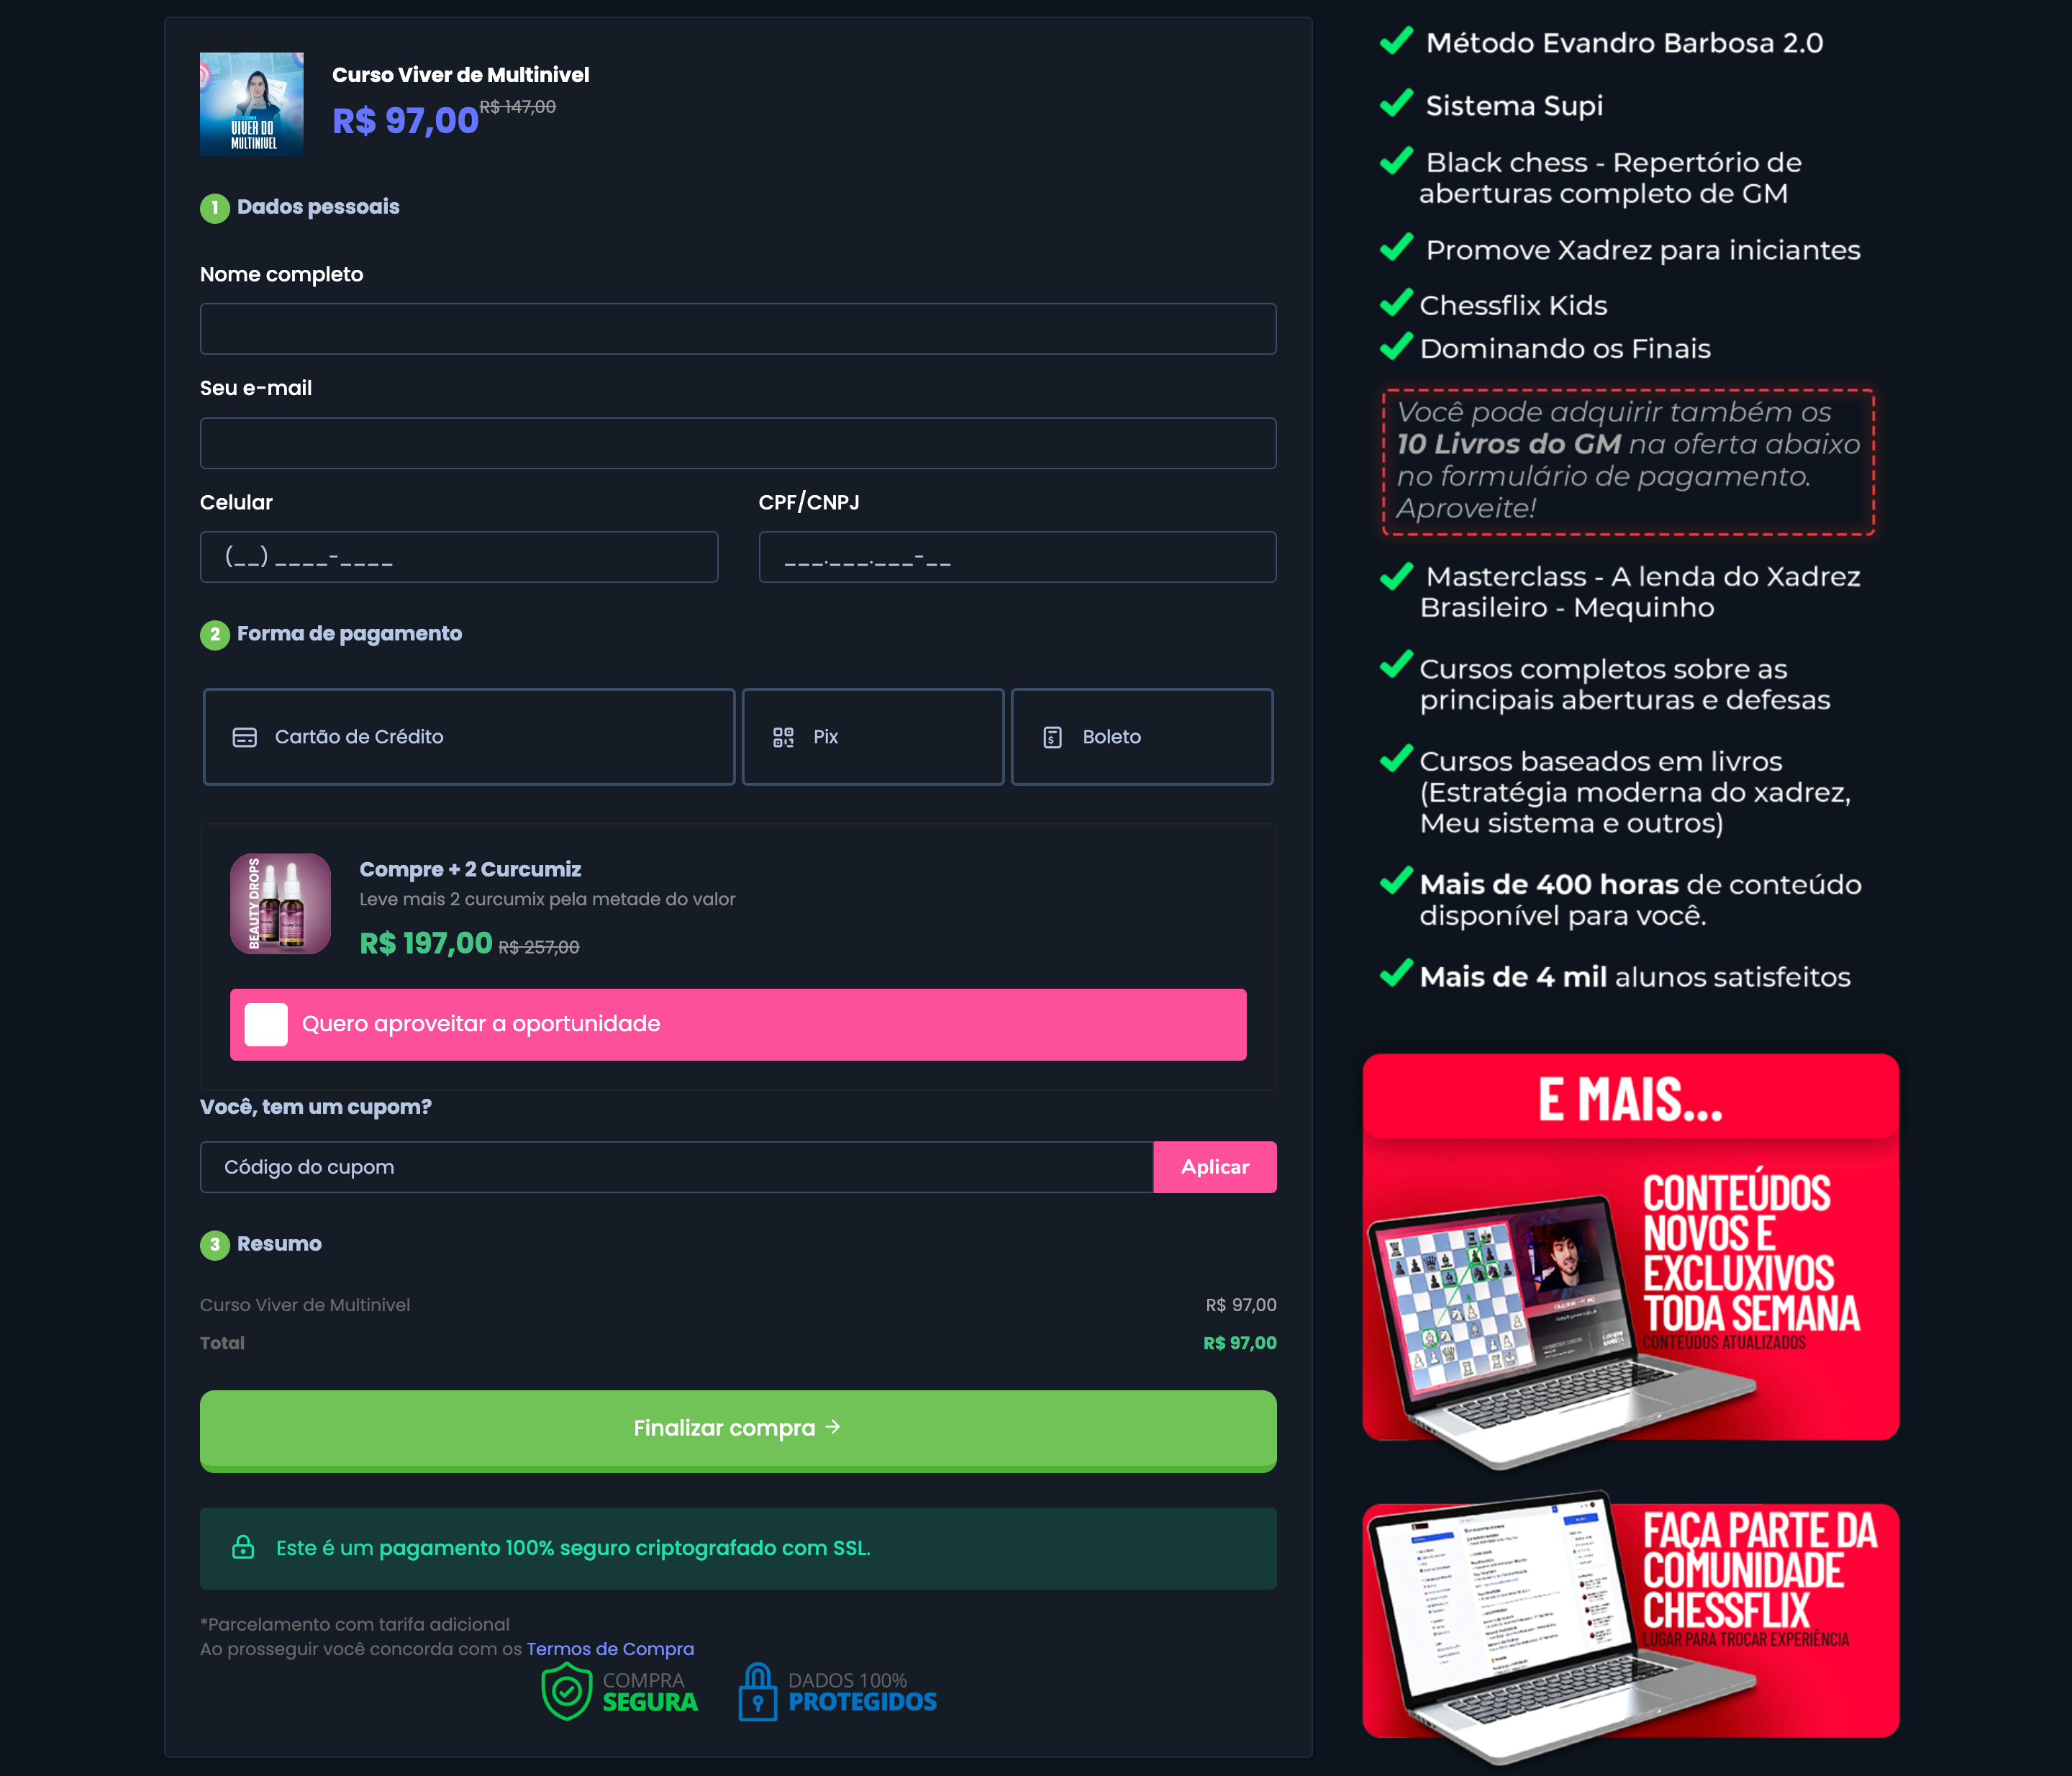 VIVER DO
MULTINIVEL
Curso Viver de Multinivel
R$ 97,00 R$ 147,00
1 Dados pessoais
Nome completo
Seu e-mail
Celular CPF/CNPJ
(__) ____-____ ___.___.___-__
2 Forma de pagamento
Cartão de Crédito Pix Boleto
BEAUTY DROPS
Compre + 2 Curcumiz
Leve mais 2 curcumix pela metade do valor
R$ 197,00 R$ 257,00
Quero aproveitar a oportunidade
Você, tem um cupom?
Código do cupom Aplicar
3 Resumo
Curso Viver de Multinivel R$ 97,00
Total R$ 97,00
Finalizar compra →
Este é um pagamento 100% seguro criptografado com SSL.
*Parcelamento com tarifa adicional
Ao prosseguir você concorda com os Termos de Compra
COMPRA
SEGURA
DADOS 100%
PROTEGIDOS
Método Evandro Barbosa 2.0
Sistema Supi
Black chess - Repertório de
aberturas completo de GM
Promove Xadrez para iniciantes
Chessflix Kids
Dominando os Finais
Você pode adquirir também os
10 Livros do GM na oferta abaixo
no formulário de pagamento.
Aproveite!
Masterclass - A lenda do Xadrez
Brasileiro - Mequinho
Cursos completos sobre as
principais aberturas e defesas
Cursos baseados em livros
(Estratégia moderna do xadrez,
Meu sistema e outros)
Mais de 400 horas de conteúdo
disponível para você.
Mais de 4 mil alunos satisfeitos
E MAIS...
CONTEÚDOS
NOVOS E
EXCLUXIVOS
TODA SEMANA
CONTEÚDOS ATUALIZADOS
FAÇA PARTE DA
COMUNIDADE
CHESSFLIX
LUGAR PARA TROCAR EXPERIÊNCIA